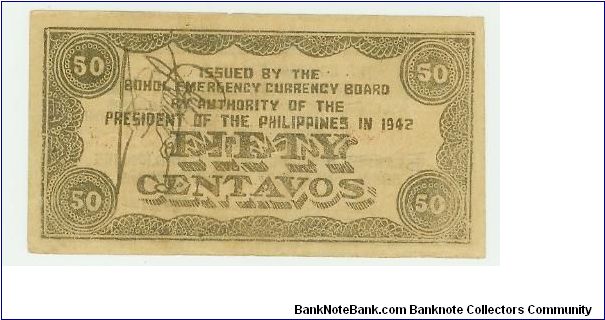 50 50
ISSUED BY THE
BOHOL EMERGENCY CURRENCY BOARD
BY AUTHORITY OF THE
PRESIDENT OF THE PHILIPPINES IN 1942
FIFTY
CENTAVOS
50 50
BankNoteBank.com Banknote Collectors Community